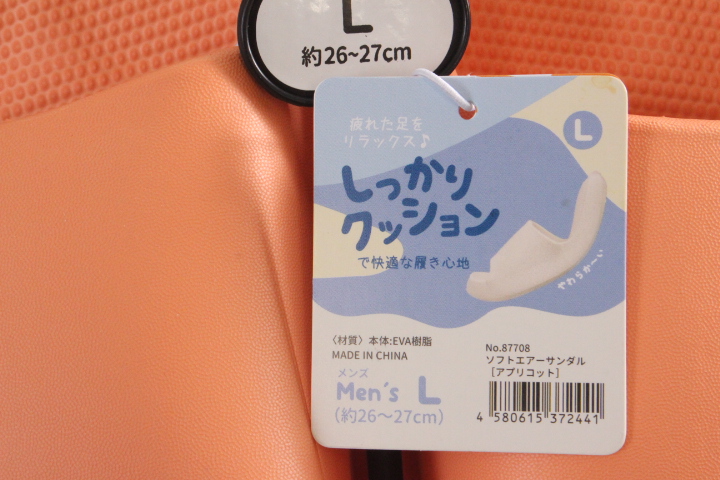 L
約26~27cm
疲れた足を
リラックス♪
L
しっかり
クッション
で快適な履き心地
やわらか～い
〈材質〉本体:EVA樹脂
MADE IN CHINA
メンズ
Men's L
(約26～27cm)
No.87708
ソフトエアーサンダル
［アプリコット］
4 580615 372441